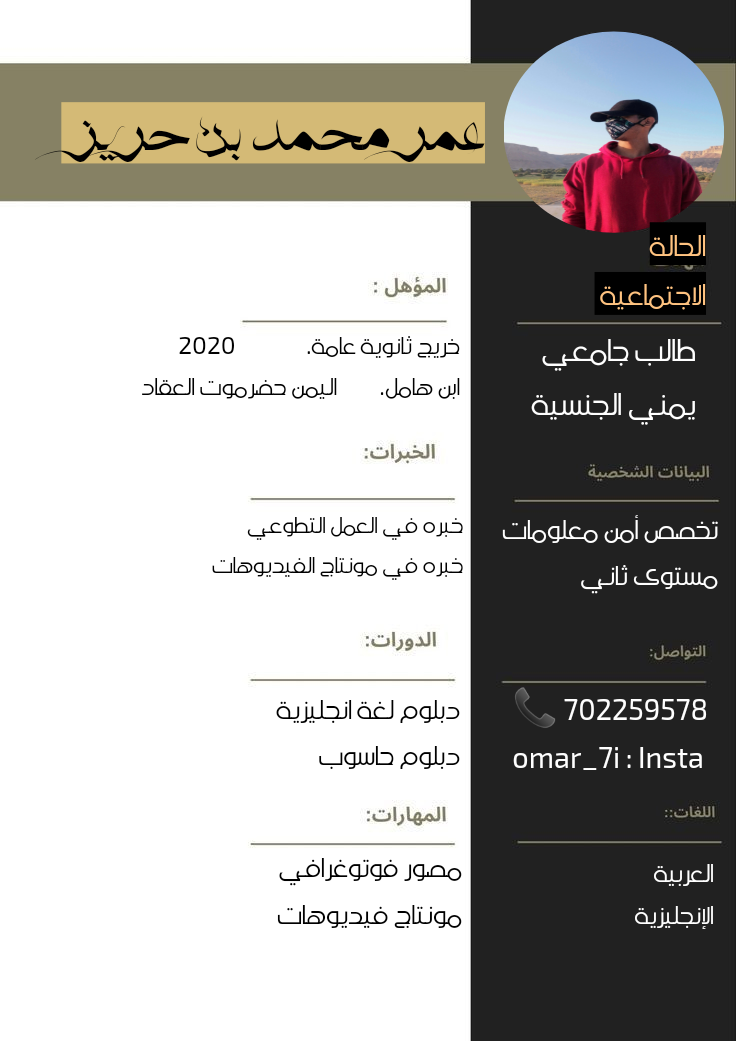 عمر محمد بن حريز
الحالة
الاجتماعية
طالب جامعي
يمني الجنسية
البيانات الشخصية
تخصص أمن معلومات
مستوى ثاني
التواصل:
702259578
omar_7i : Insta
اللغات::
العربية
الإنجليزية
المؤهل :
خريج ثانوية عامة. 2020
ابن هامل. اليمن حضرموت العقاد
الخبرات:
خبره في العمل التطوعي
خبره في مونتاج الفيديوهات
الدورات:
دبلوم لغة انجليزية
دبلوم حاسوب
المهارات:
مصور فوتوغرافي
مونتاج فيديوهات